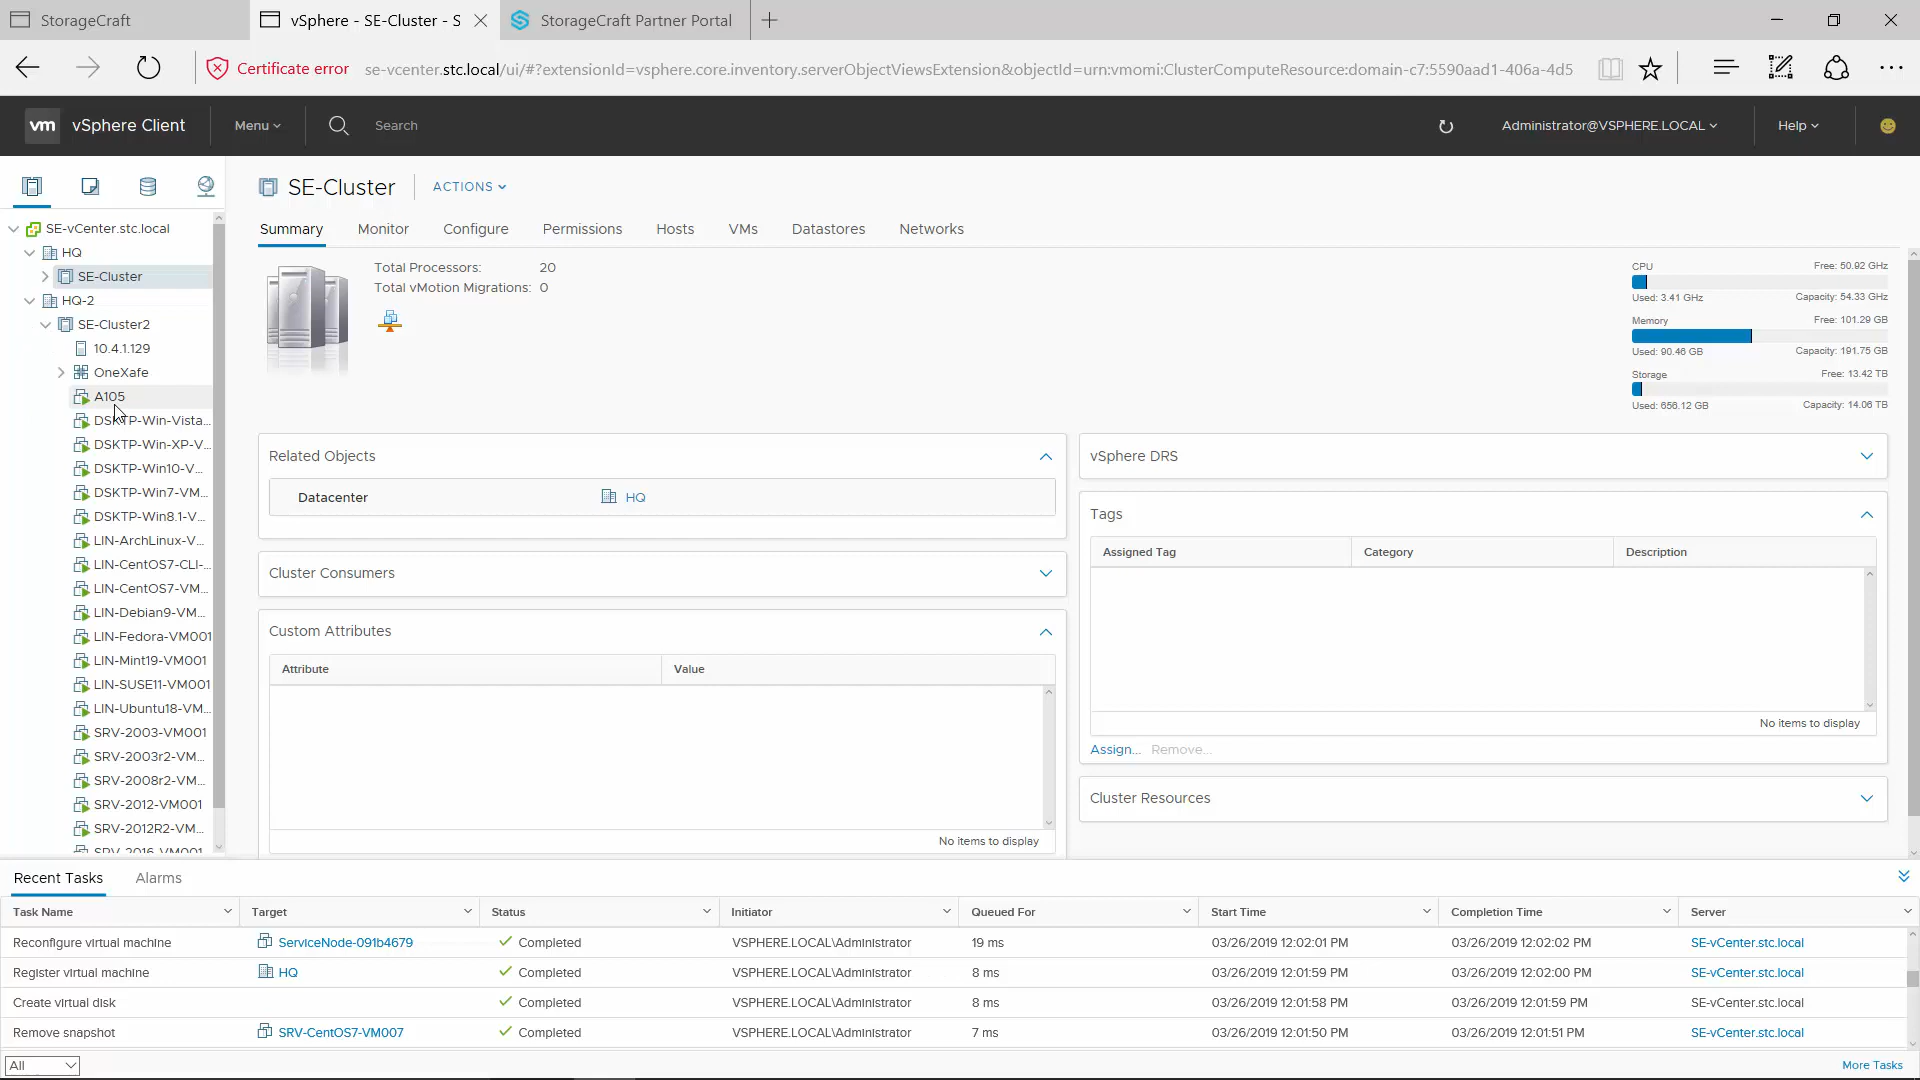 StorageCraft
vSphere - SE-Cluster - S
StorageCraft Partner Portal
Certificate error
se-vcenter.stc.local/ui/#?extensionId=vsphere.core.inventory.serverObjectViewsExtension&objectId=urn:vmomi:ClusterComputeResource:domain-c7:5590aad1-406a-4d5
vm vSphere Client
Menu
Search
Administrator@VSPHERE.LOCAL
Help
SE-vCenter.stc.local
HQ
SE-Cluster
HQ-2
SE-Cluster2
10.4.1.129
OneXafe
A105
DSKTP-Win-Vista...
DSKTP-Win-XP-V...
DSKTP-Win10-V...
DSKTP-Win7-VM...
DSKTP-Win8.1-V...
LIN-ArchLinux-V...
LIN-CentOS7-CLI-...
LIN-CentOS7-VM...
LIN-Debian9-VM...
LIN-Fedora-VM001
LIN-Mint19-VM001
LIN-SUSE11-VM001
LIN-Ubuntu18-VM...
SRV-2003-VM001
SRV-2003r2-VM...
SRV-2008r2-VM...
SRV-2012-VM001
SRV-2012R2-VM...
SRV-2016-VM001
SE-Cluster
ACTIONS
Summary Monitor Configure Permissions Hosts VMs Datastores Networks
Total Processors: 20
Total vMotion Migrations: 0
CPU Free: 50.92 GHz
Used: 3.41 GHz Capacity: 54.33 GHz
Memory Free: 101.29 GB
Used: 90.46 GB Capacity: 191.75 GB
Storage Free: 13.42 TB
Used: 656.12 GB Capacity: 14.06 TB
Related Objects
Datacenter HQ
Cluster Consumers
Custom Attributes
Attribute Value
No items to display
vSphere DRS
Tags
Assigned Tag Category Description
No items to display
Assign... Remove...
Cluster Resources
Recent Tasks Alarms
Task Name Target Status Initiator Queued For Start Time Completion Time Server
Reconfigure virtual machine ServiceNode-091b4679 Completed VSPHERE.LOCAL\Administrator 19 ms 03/26/2019 12:02:01 PM 03/26/2019 12:02:02 PM SE-vCenter.stc.local
Register virtual machine HQ Completed VSPHERE.LOCAL\Administrator 8 ms 03/26/2019 12:01:59 PM 03/26/2019 12:02:00 PM SE-vCenter.stc.local
Create virtual disk Completed VSPHERE.LOCAL\Administrator 8 ms 03/26/2019 12:01:58 PM 03/26/2019 12:01:59 PM SE-vCenter.stc.local
Remove snapshot SRV-CentOS7-VM007 Completed VSPHERE.LOCAL\Administrator 7 ms 03/26/2019 12:01:50 PM 03/26/2019 12:01:51 PM SE-vCenter.stc.local
All
More Tasks